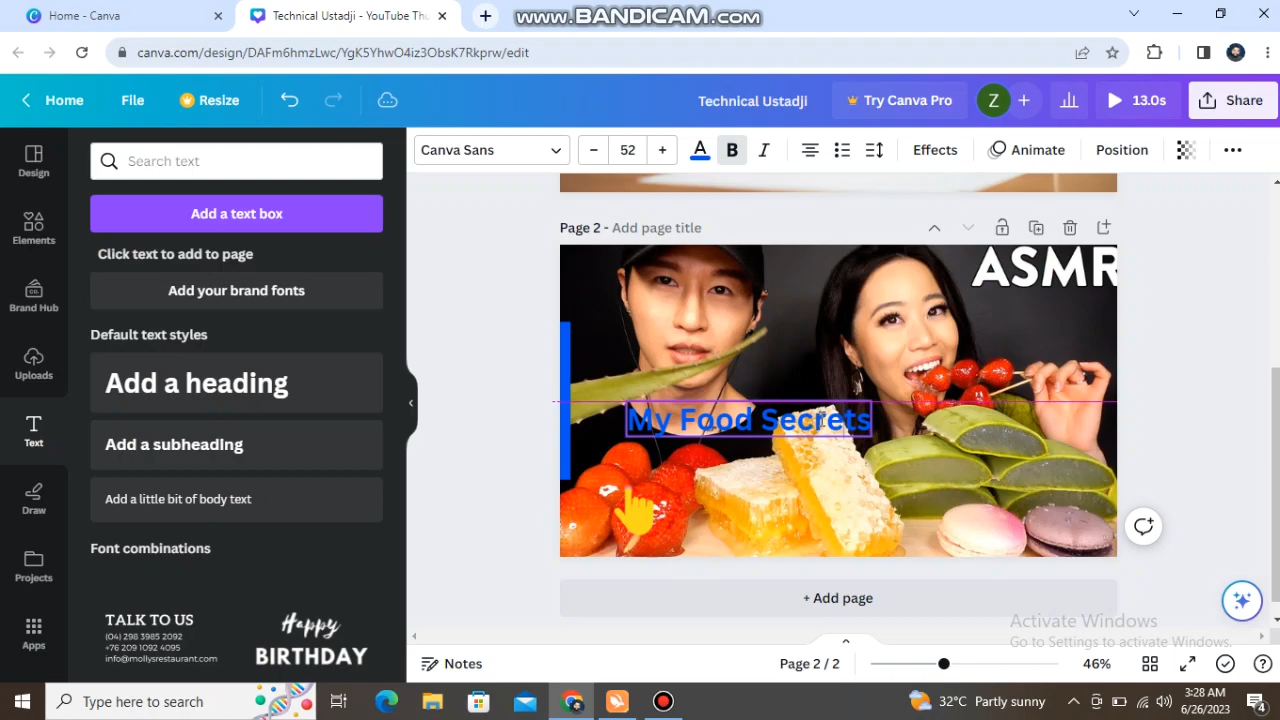 Home - Canva
Technical Ustadji - YouTube Thu
www.BANDICAM.com
canva.com/design/DAFm6hmzLwc/YgK5YhwO4iz3ObsK7Rkprw/edit
Home
File
Resize
Technical Ustadji
Try Canva Pro
Z
13.0s
Share
Design
Elements
Brand Hub
Uploads
Text
Draw
Projects
Apps
Search text
Add a text box
Click text to add to page
Add your brand fonts
Default text styles
Add a heading
Add a subheading
Add a little bit of body text
Font combinations
TALK TO US
(04) 298 3985 2092
+76 209 1092 4095
info@mollysrestaurant.com
Happy
BIRTHDAY
Canva Sans
52
A
B
I
Effects
Animate
Position
Page 2 - Add page title
ASMR
My Food Secrets
+ Add page
Activate Windows
Go to Settings to activate Windows.
Notes
Page 2 / 2
46%
Type here to search
32°C Partly sunny
3:28 AM
6/26/2023
4